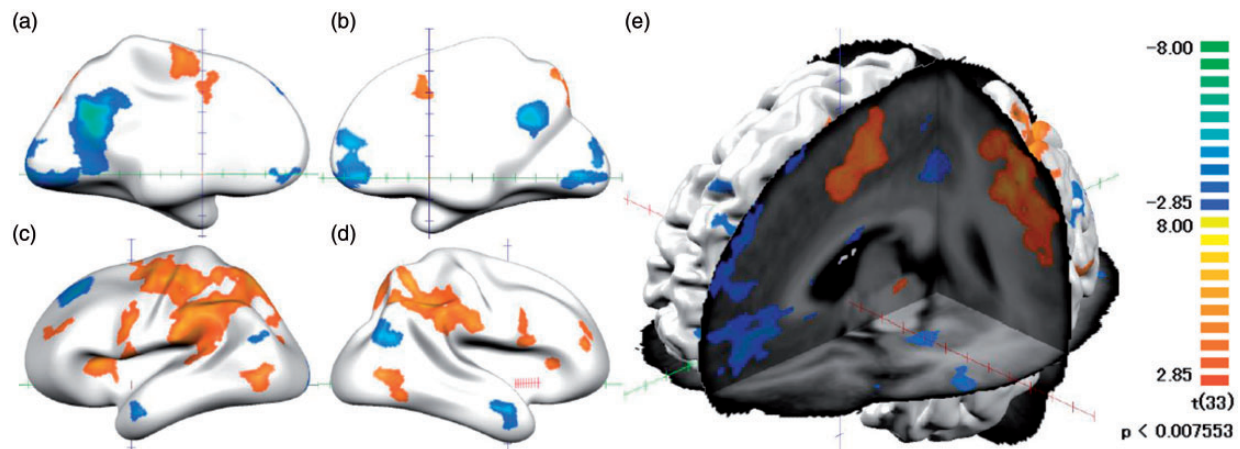 (a)
(b)
(c)
(d)
(e)
-8.00
-2.85
8.00
2.85
t(33)
p < 0.007553